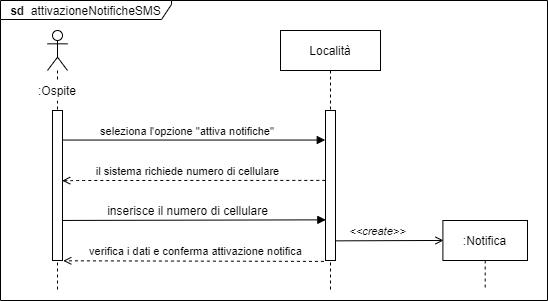 sd attivazioneNotificheSMS
Località
:Ospite
seleziona l'opzione "attiva notifiche"
il sistema richiede numero di cellulare
inserisce il numero di cellulare
<<create>>
:Notifica
verifica i dati e conferma attivazione notifica